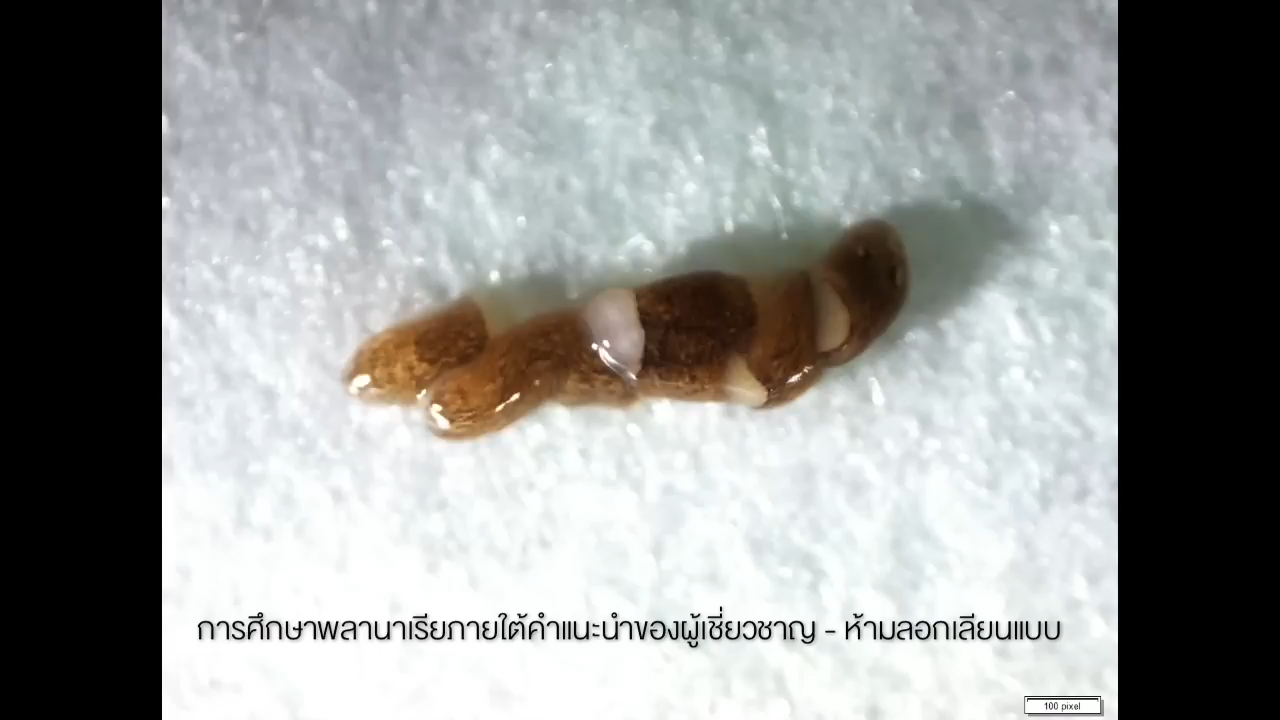 การศึกษาพลานาเรียภายใต้คำแนะนำของผู้เชี่ยวชาญ - ห้ามลอกเลียนแบบ
100 pixel